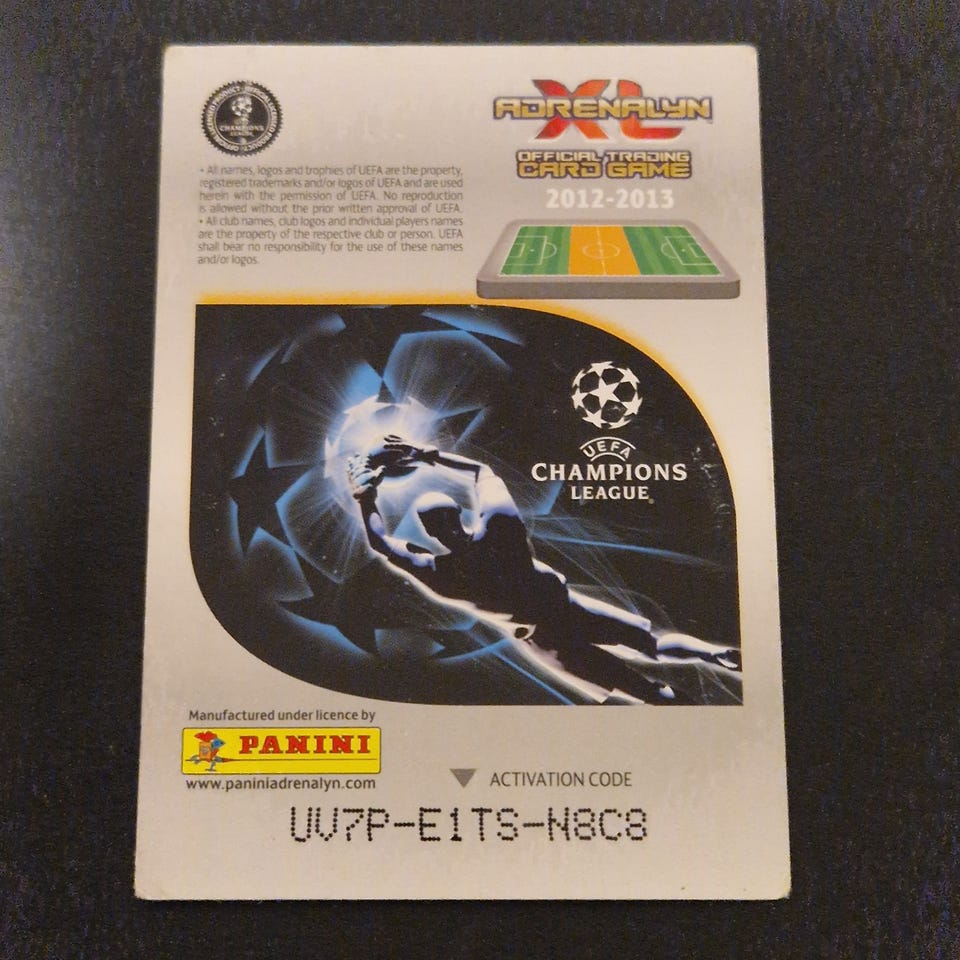 CHAMPIONS
LEAGUE
• All names, logos and trophies of UEFA are the property,
registered trademarks and/or logos of UEFA and are used
herein with the permission of UEFA. No reproduction
is allowed without the prior written approval of UEFA.
• All club names, club logos and individual players names
are the property of the respective club or person. UEFA
shall bear no responsibility for the use of these names
and/or logos.
XL
ADRENALYN
OFFICIAL TRADING
CARD GAME
2012-2013
UEFA
CHAMPIONS
LEAGUE
Manufactured under licence by
PANINI
www.paniniadrenalyn.com
ACTIVATION CODE
UV7P-E1TS-N8C8